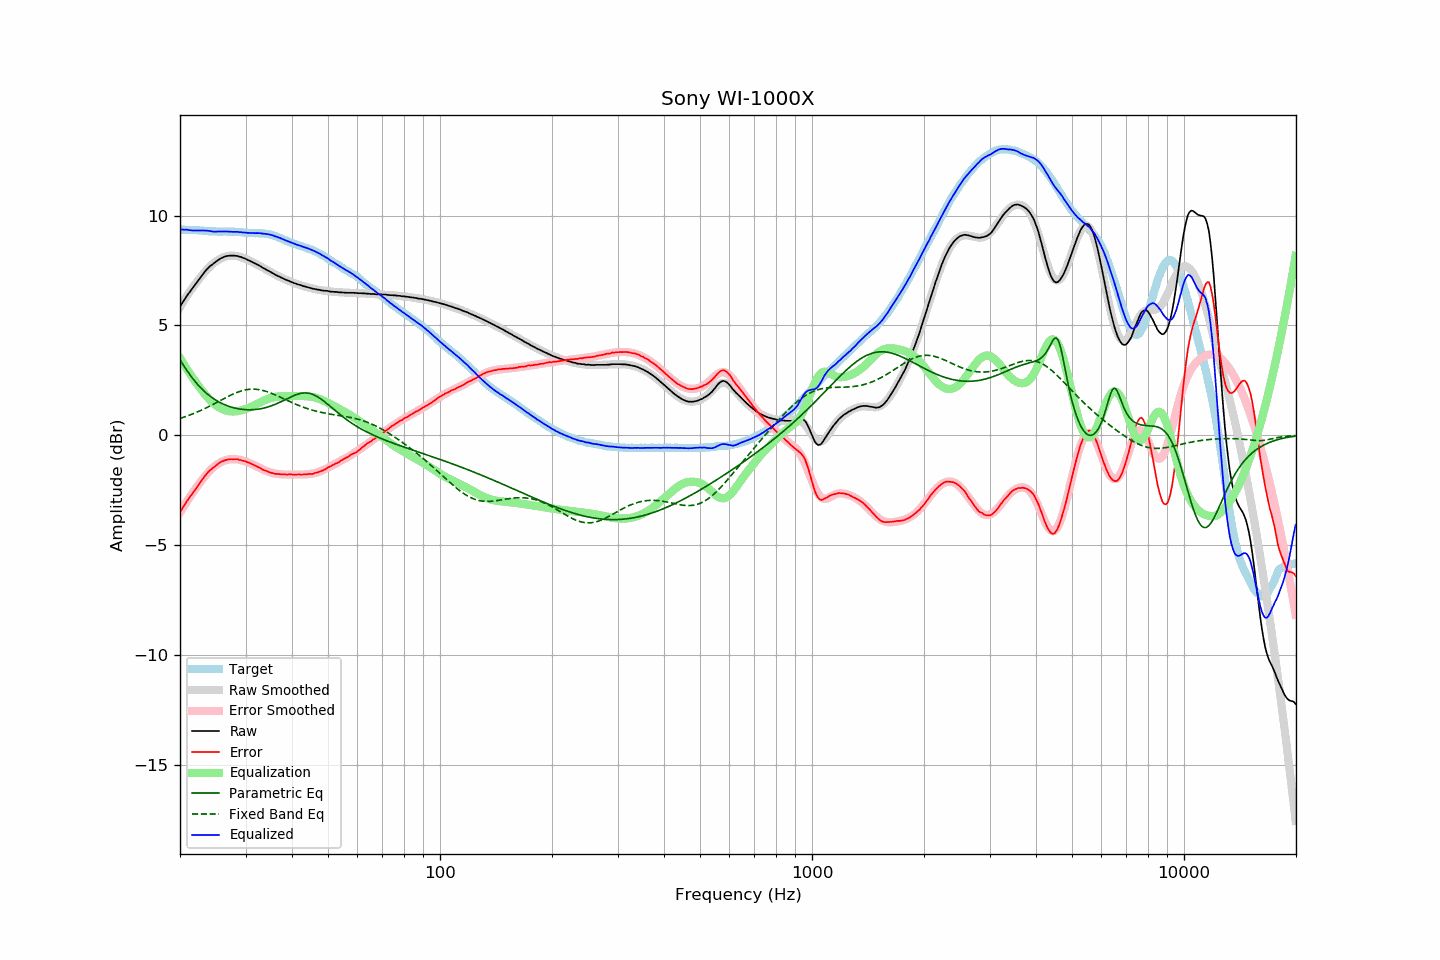 Sony WI-1000X
Amplitude (dBr)
10
5
0
−5
−10
−15
Target
Raw Smoothed
Error Smoothed
Raw
Error
Equalization
Parametric Eq
Fixed Band Eq
Equalized
100 1000 10000
Frequency (Hz)